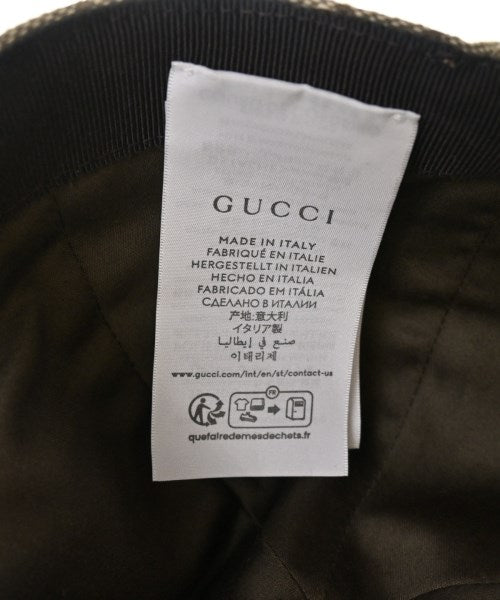 GUCCI
MADE IN ITALY
FABRIQUÉ EN ITALIE
HERGESTELLT IN ITALIEN
HECHO EN ITALIA
FABRICADO EM ITÁLIA
СДЕЛАНО В ИТАЛИИ
产地:意大利
イタリア製
صنع في إيطاليا
이태리제
www.gucci.com/int/en/st/contact-us
FR
quefairedemesdechets.fr